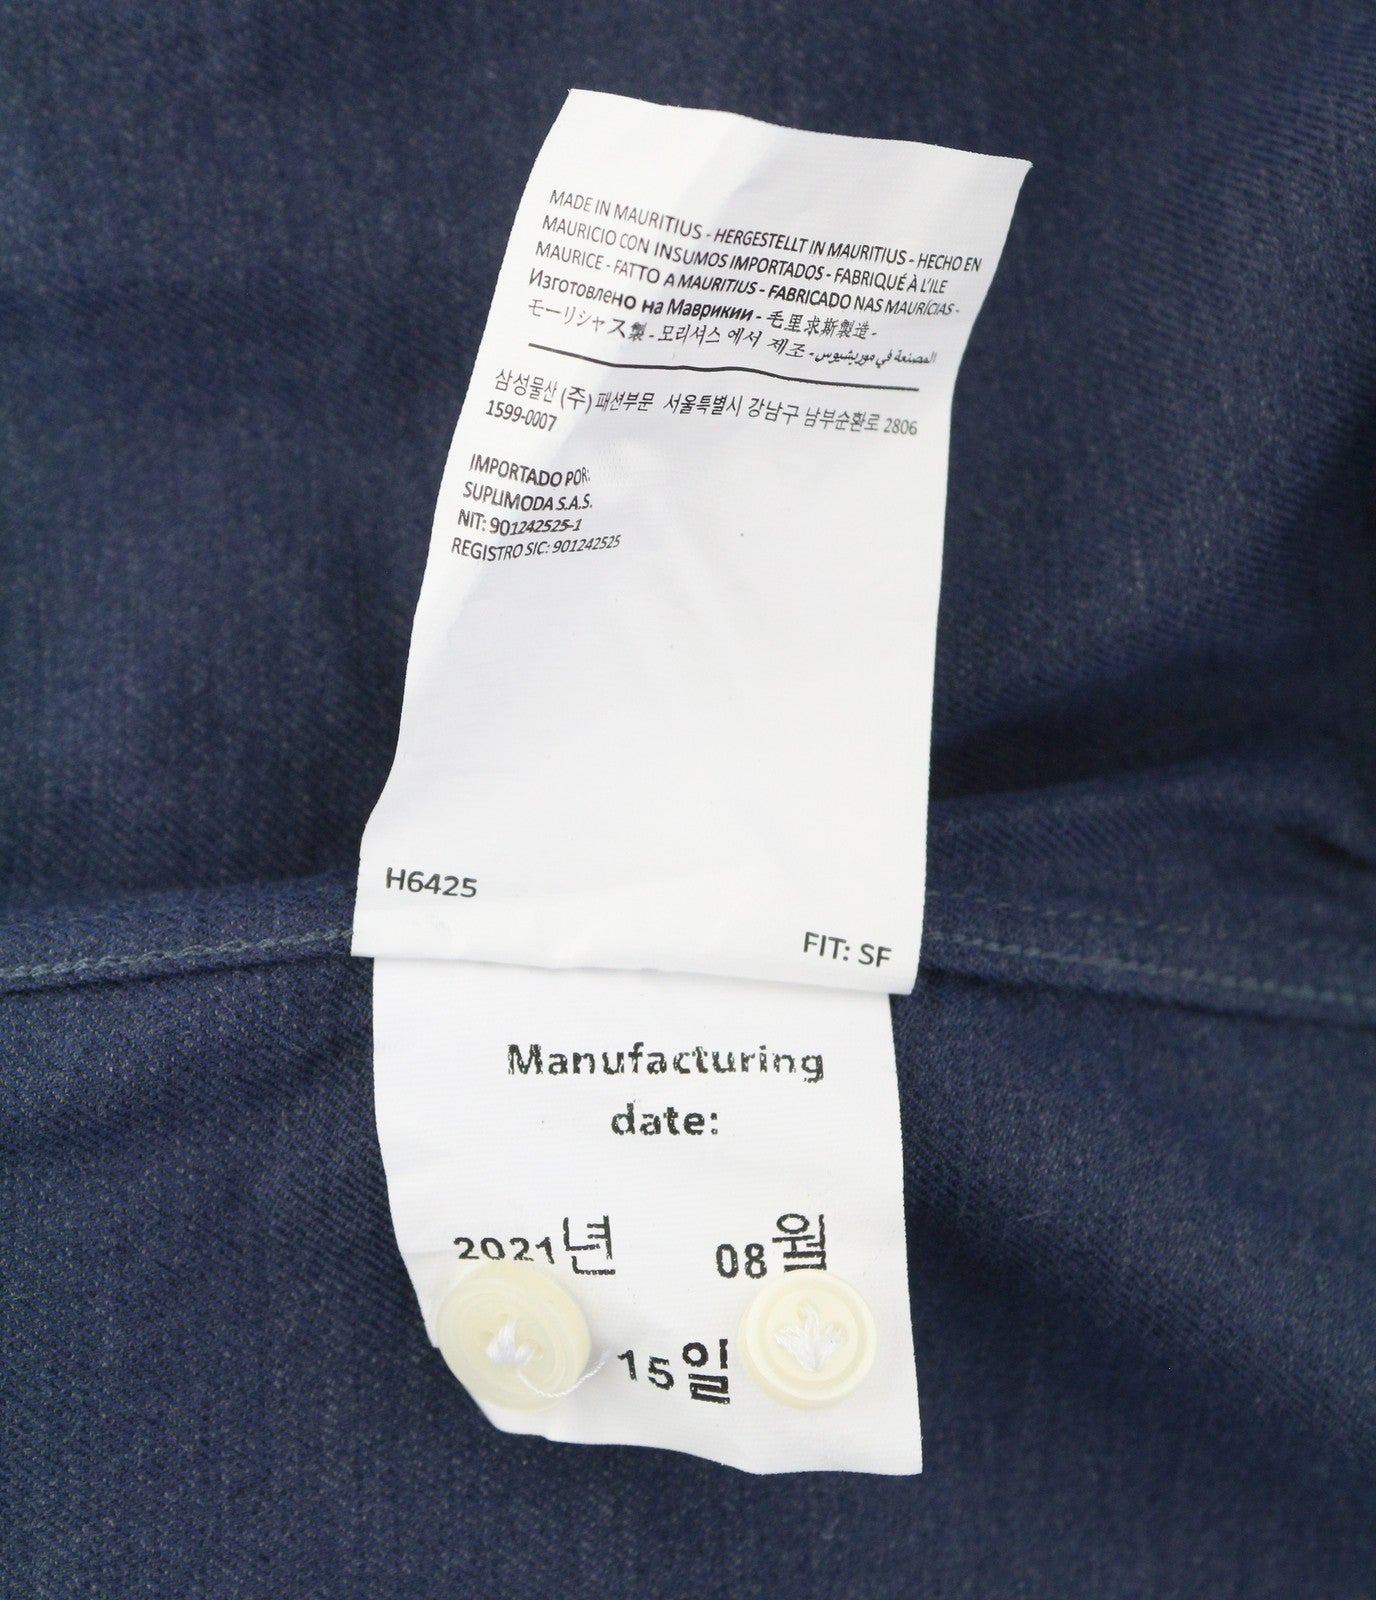 MADE IN MAURITIUS - HERGESTELLT IN MAURITIUS - HECHO EN
MAURICIO CON INSUMOS IMPORTADOS - FABRIQUÉ À L'ILE
MAURICE - FATTO A MAURITIUS - FABRICADO NAS MAURÍCIAS -
Изготовлено на Маврикии - 毛里求斯製造 -
モーリシャス製 - 모리셔스 에서 제조 - المصنعة في موريشيوس
삼성물산 (주) 패션부문 서울특별시 강남구 남부순환로 2806
1599-0007
IMPORTADO POR:
SUPLIMODA S.A.S.
NIT: 901242525-1
REGISTRO SIC: 901242525
H6425
FIT: SF
Manufacturing
date:
2021년 08월
15일